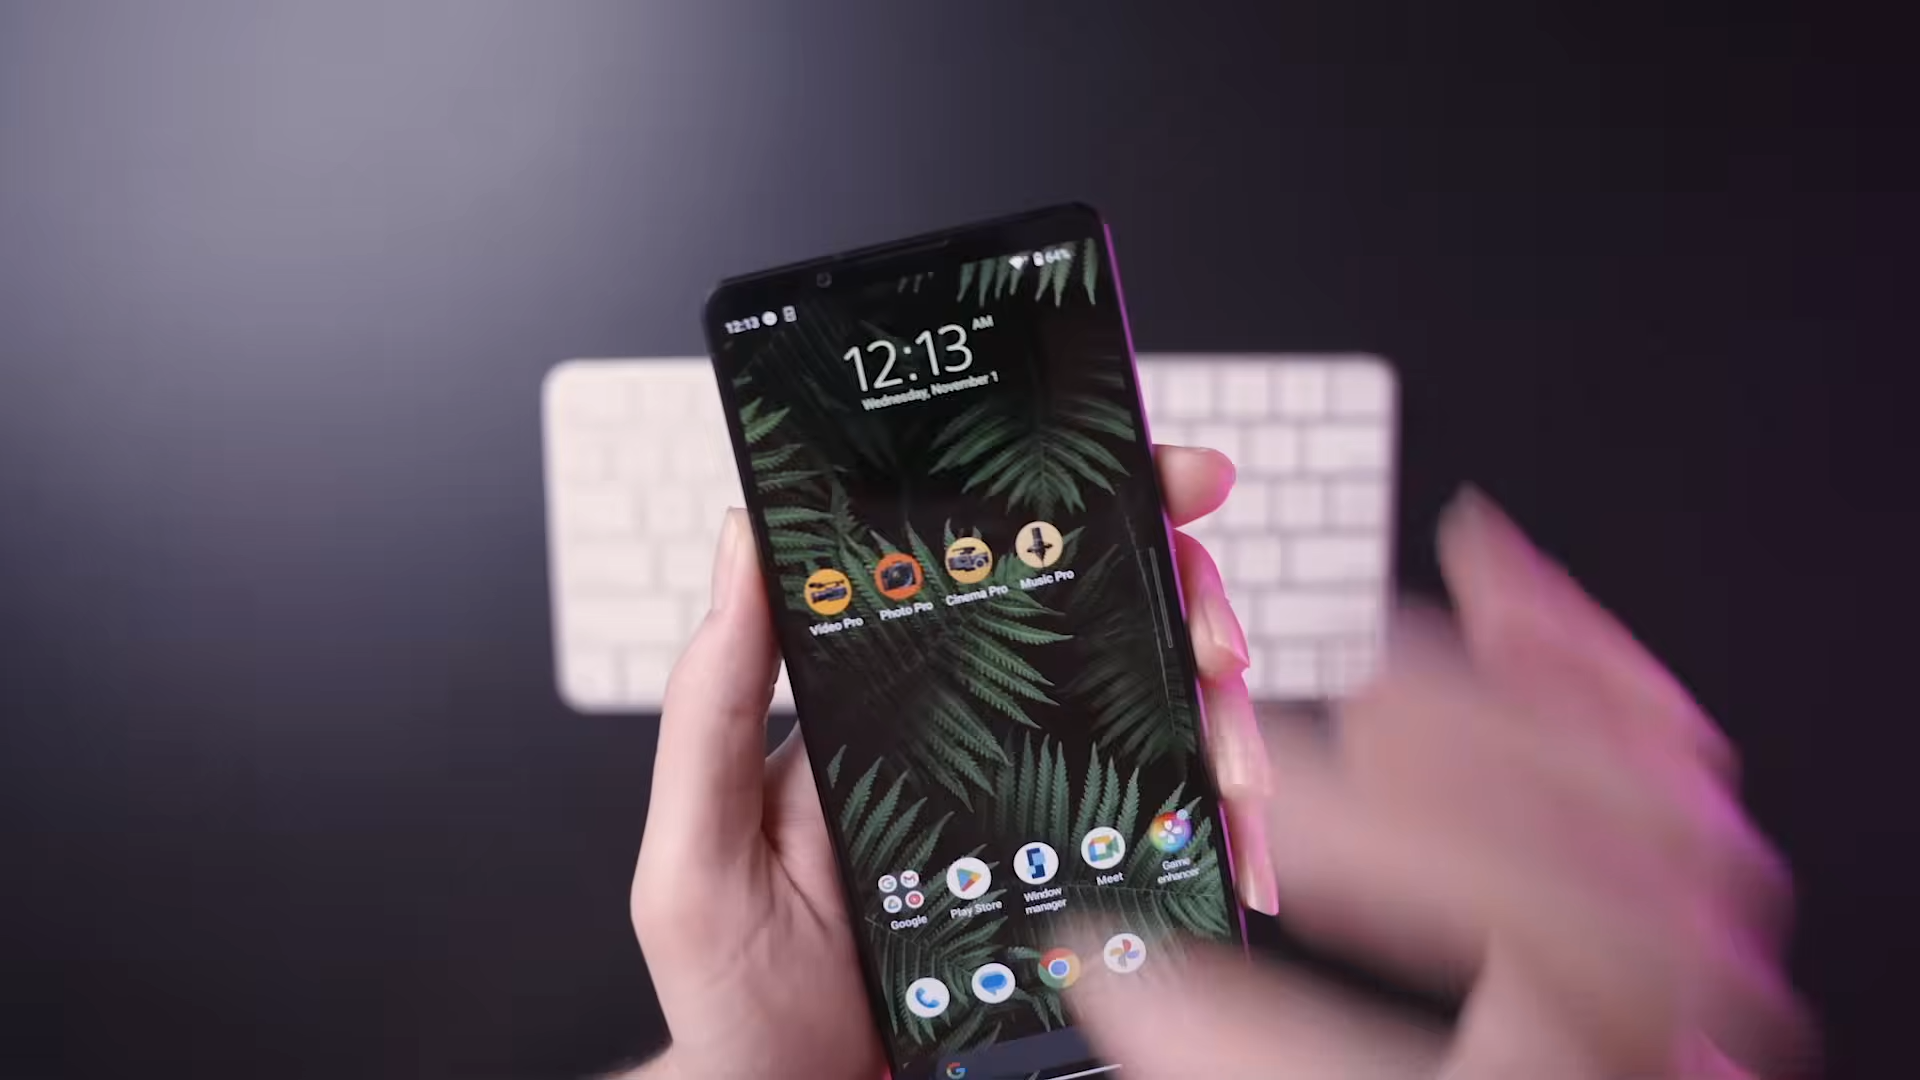 12:13
64%
12:13 AM
Wednesday, November 1
Video Pro
Photo Pro
Cinema Pro
Music Pro
Google
Play Store
Window
manager
Meet
Game
enhancer